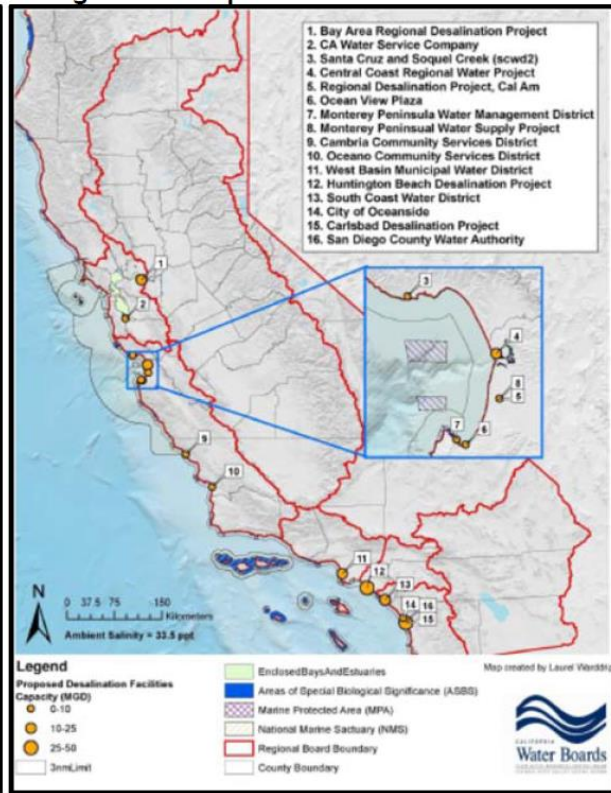 1. Bay Area Regional Desalination Project
2. CA Water Service Company
3. Santa Cruz and Soquel Creek (scwd2)
4. Central Coast Regional Water Project
5. Regional Desalination Project, Cal Am
6. Ocean View Plaza
7. Monterey Peninsula Water Management District
8. Monterey Peninsual Water Supply Project
9. Cambria Community Services District
10. Oceano Community Services District
11. West Basin Municipal Water District
12. Huntington Beach Desalination Project
13. South Coast Water District
14. City of Oceanside
15. Carlsbad Desalination Project
16. San Diego County Water Authority
1
2
3
4
8
5
7
6
9
10
11
12
13
14 16
15
N
0 37.5 75 150
Kilometers
Ambient Salinity = 33.5 ppt
Legend
Proposed Desalination Facilities
Capacity (MGD)
0-10
10-25
25-50
3nmLimit
EnclosedBaysAndEstuaries
Areas of Special Biological Significance (ASBS)
Marine Protected Area (MPA)
National Marine Sactuary (NMS)
Regional Board Boundary
County Boundary
Map created by Laurel Warddrip
CALIFORNIA
Water Boards